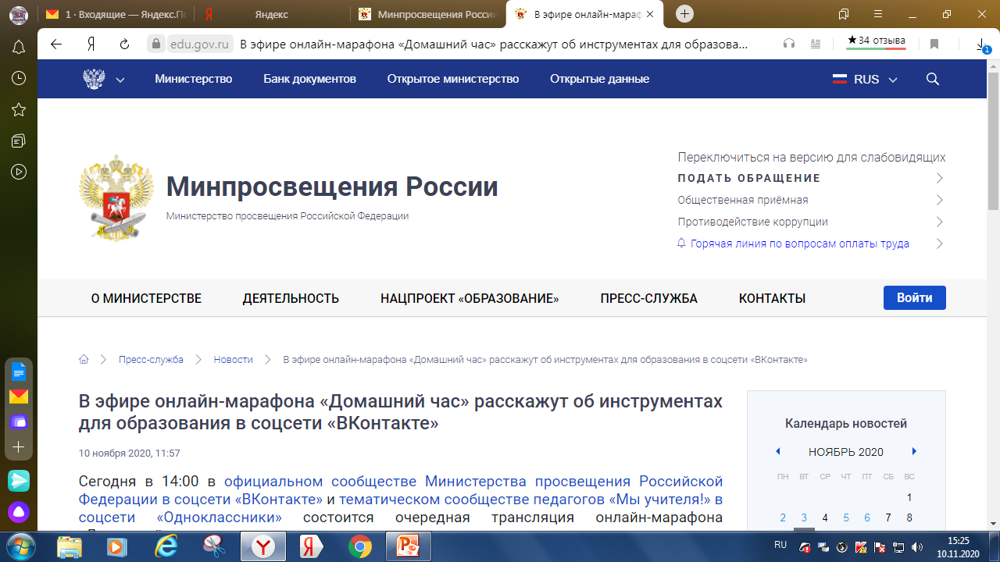 1 · Входящие — Яндекс.По
Яндекс
Минпросвещения России
В эфире онлайн-мараф
edu.gov.ru
В эфире онлайн-марафона «Домашний час» расскажут об инструментах для образова...
★34 отзыва
1
Министерство
Банк документов
Открытое министерство
Открытые данные
RUS
Минпросвещения России
Министерство просвещения Российской Федерации
Переключиться на версию для слабовидящих
ПОДАТЬ ОБРАЩЕНИЕ
Общественная приёмная
Противодействие коррупции
Горячая линия по вопросам оплаты труда
О МИНИСТЕРСТВЕ
ДЕЯТЕЛЬНОСТЬ
НАЦПРОЕКТ «ОБРАЗОВАНИЕ»
ПРЕСС-СЛУЖБА
КОНТАКТЫ
Войти
Пресс-служба
Новости
В эфире онлайн-марафона «Домашний час» расскажут об инструментах для образования в соцсети «ВКонтакте»
В эфире онлайн-марафона «Домашний час» расскажут об инструментах
для образования в соцсети «ВКонтакте»
10 ноября 2020, 11:57
Сегодня в 14:00 в официальном сообществе Министерства просвещения Российской
Федерации в соцсети «ВКонтакте» и тематическом сообществе педагогов «Мы учителя!» в
соцсети «Одноклассники» состоится очередная трансляция онлайн-марафона
Календарь новостей
НОЯБРЬ 2020
ПН ВТ СР ЧТ ПТ СБ ВС
1
2 3 4 5 6 7 8
RU
15:25
10.11.2020